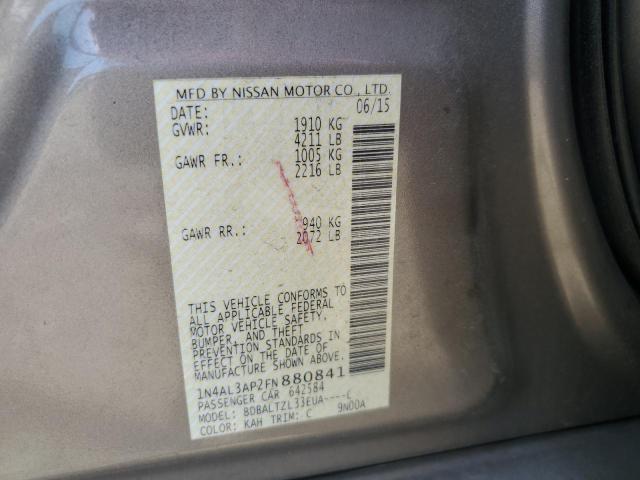 MFD BY NISSAN MOTOR CO., LTD.
DATE: 06/15
GVWR: 1910 KG
4211 LB
GAWR FR.: 1005 KG
2216 LB
GAWR RR.: 940 KG
2072 LB
THIS VEHICLE CONFORMS TO
ALL APPLICABLE FEDERAL
MOTOR VEHICLE SAFETY,
BUMPER, AND THEFT
PREVENTION STANDARDS IN
EFFECT ON THE DATE OF
MANUFACTURE SHOWN ABOVE.
1N4AL3AP2FN880841
PASSENGER CAR 642584
MODEL: BDBALTZL33EUA----C
COLOR: KAH TRIM: C 9N00A